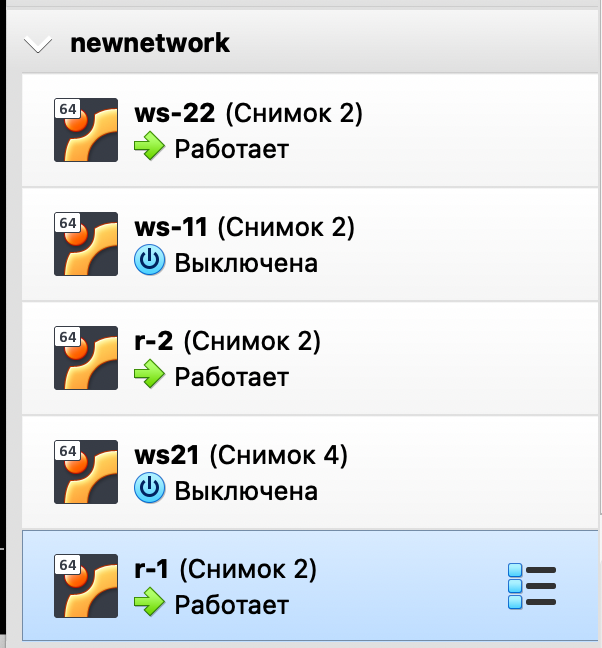 newnetwork
64
ws-22 (Снимок 2)
Работает
64
ws-11 (Снимок 2)
Выключена
64
r-2 (Снимок 2)
Работает
64
ws21 (Снимок 4)
Выключена
64
r-1 (Снимок 2)
Работает